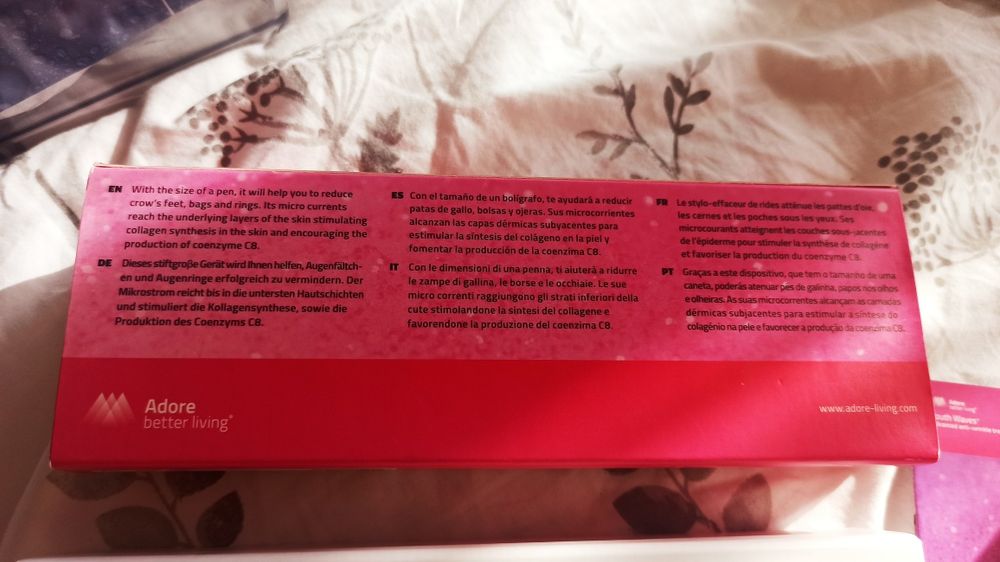 EN With the size of a pen, it will help you to reduce
crow's feet, bags and rings. Its micro currents
reach the underlying layers of the skin stimulating
collagen synthesis in the skin and encouraging the
production of coenzyme C8.
DE Dieses stiftgroße Gerät wird Ihnen helfen, Augenfältch-
en und Augenringe erfolgreich zu vermindern. Der
Mikrostrom reicht bis in die untersten Hautschichten
und stimuliert die Kollagensynthese, sowie die
Produktion des Coenzyms C8.
ES Con el tamaño de un bolígrafo, te ayudará a reducir
patas de gallo, bolsas y ojeras. Sus microcorrientes
alcanzan las capas dérmicas subyacentes para
estimular la síntesis del colágeno en la piel y
fomentar la producción de la coenzima C8.
IT Con le dimensioni di una penna, ti aiuterà a ridurre
le zampe di gallina, le borse e le occhiaie. Le sue
micro correnti raggiungono gli strati inferiori della
cute stimolandone la sintesi del collagene e
favorendone la produzione del coenzima C8.
FR Le stylo-effaceur de rides atténue les pattes d'oie,
les cernes et les poches sous les yeux. Ses
microcourants atteignent les couches sous-jacentes
de l'épiderme pour stimuler la synthèse de collagène
et favoriser la production du coenzyme C8.
PT Graças a este dispositivo, que tem o tamanho de uma
caneta, poderás atenuar pés de galinha, papos nos olhos
e olheiras. As suas microcorrentes alcançam as camadas
dérmicas subjacentes para estimular a síntese do
colagénio na pele e favorecer a produção da coenzima C8.
Adore
better living®
www.adore-living.com
Adore
better living
outh Waves
anti-wrinkle